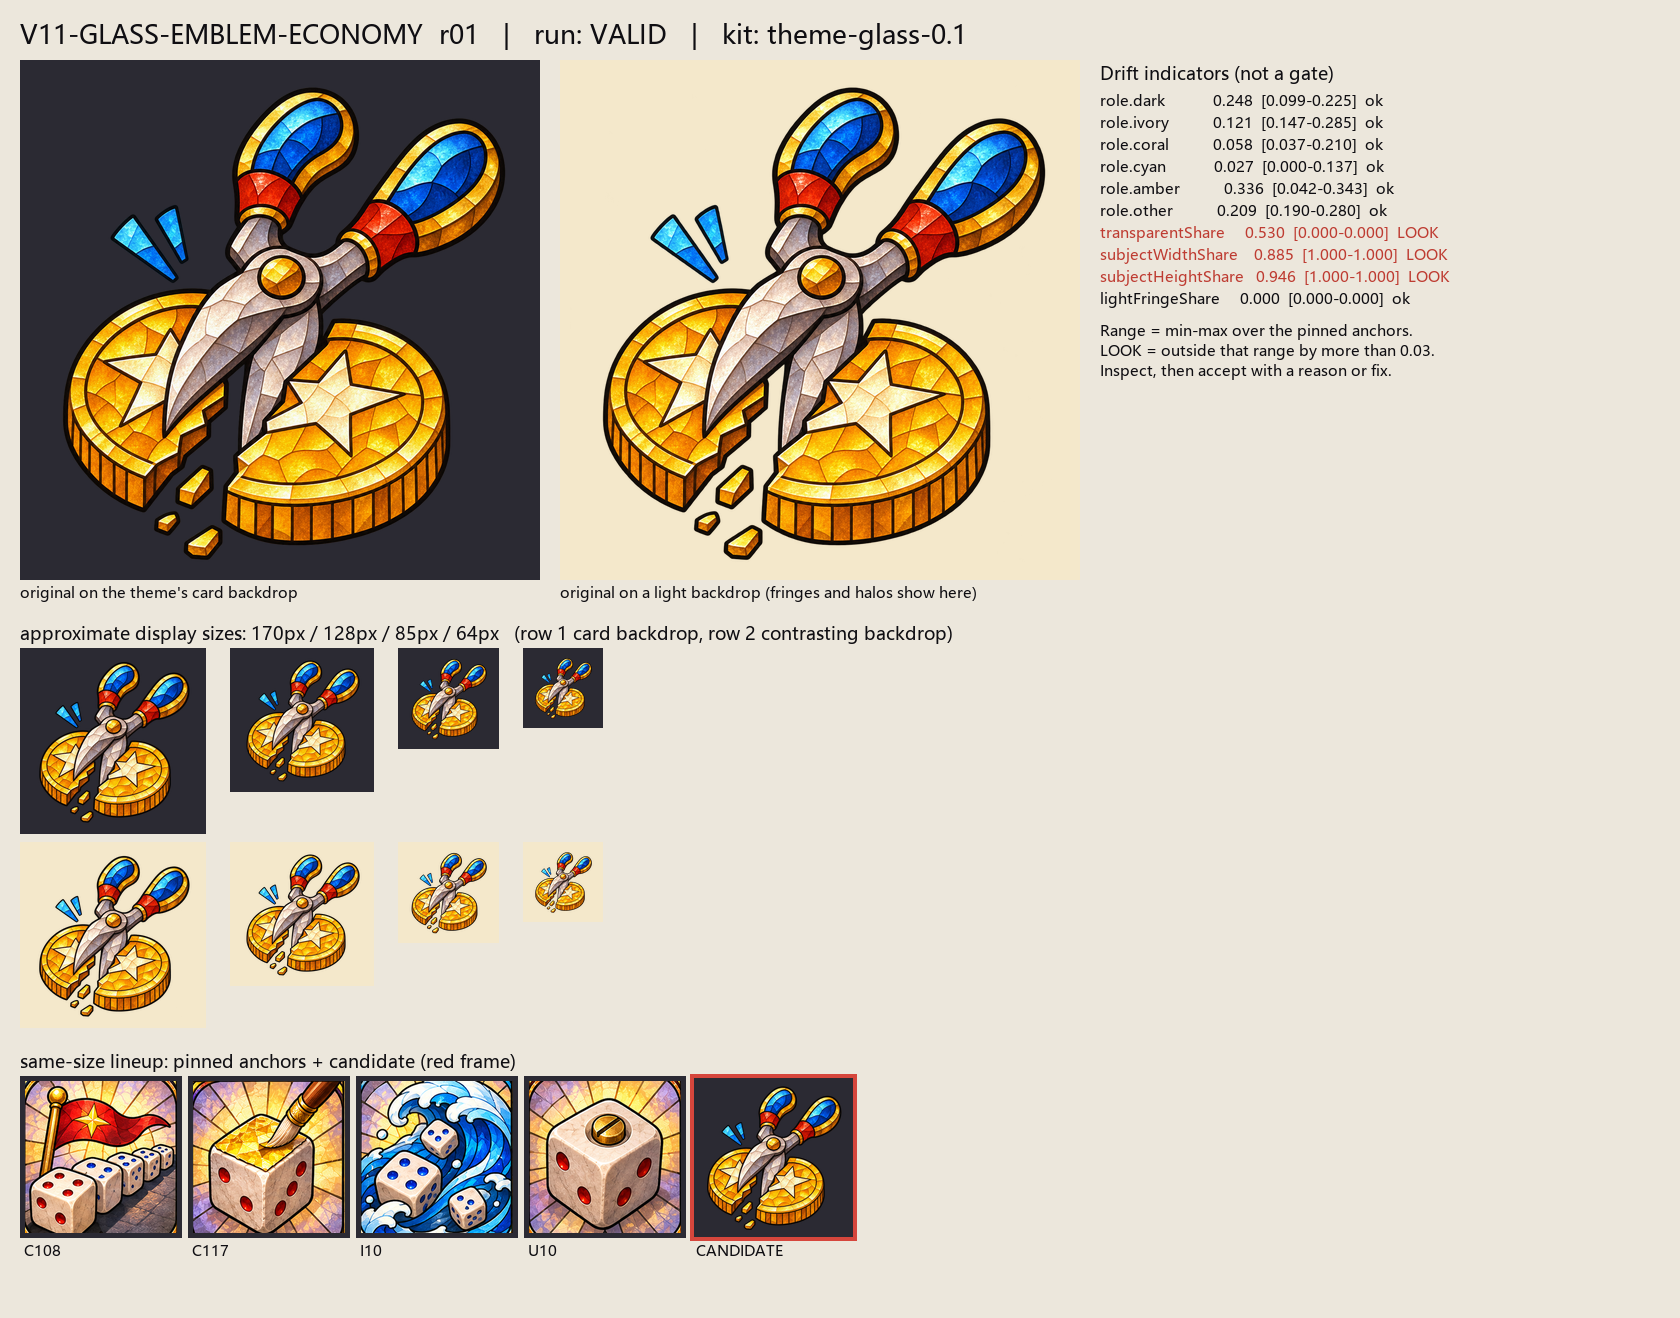 V11-GLASS-EMBLEM-ECONOMY r01 | run: VALID | kit: theme-glass-0.1
Drift indicators (not a gate)
role.dark 0.248 [0.099-0.225] ok
role.ivory 0.121 [0.147-0.285] ok
role.coral 0.058 [0.037-0.210] ok
role.cyan 0.027 [0.000-0.137] ok
role.amber 0.336 [0.042-0.343] ok
role.other 0.209 [0.190-0.280] ok
transparentShare 0.530 [0.000-0.000] LOOK
subjectWidthShare 0.885 [1.000-1.000] LOOK
subjectHeightShare 0.946 [1.000-1.000] LOOK
lightFringeShare 0.000 [0.000-0.000] ok
Range = min-max over the pinned anchors.
LOOK = outside that range by more than 0.03.
Inspect, then accept with a reason or fix.
original on the theme's card backdrop
original on a light backdrop (fringes and halos show here)
approximate display sizes: 170px / 128px / 85px / 64px (row 1 card backdrop, row 2 contrasting backdrop)
same-size lineup: pinned anchors + candidate (red frame)
C108
C117
I10
U10
CANDIDATE